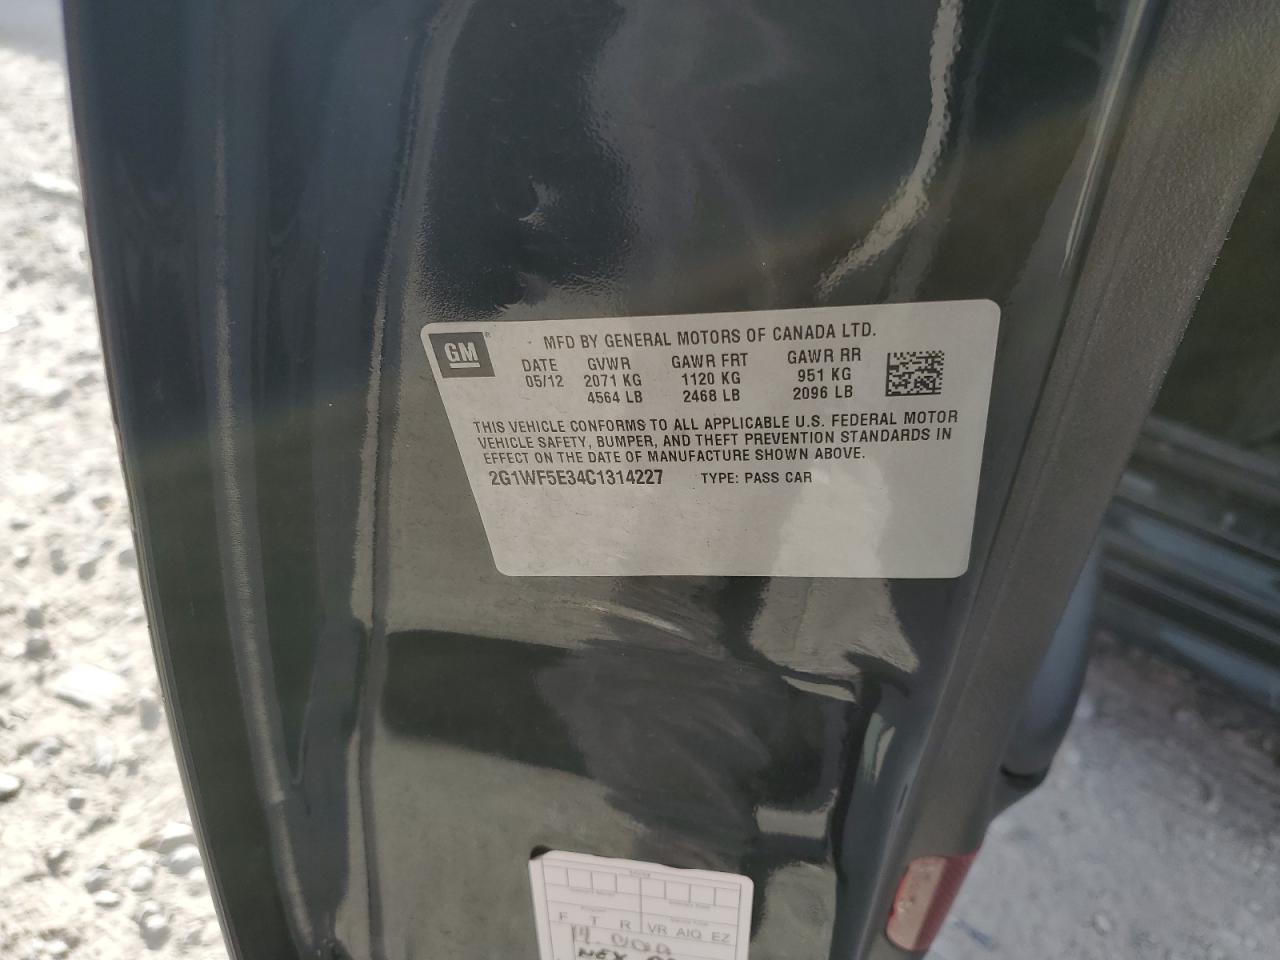 GM
MFD BY GENERAL MOTORS OF CANADA LTD.
DATE GVWR GAWR FRT GAWR RR
05/12 2071 KG 1120 KG 951 KG
4564 LB 2468 LB 2096 LB
THIS VEHICLE CONFORMS TO ALL APPLICABLE U.S. FEDERAL MOTOR
VEHICLE SAFETY, BUMPER, AND THEFT PREVENTION STANDARDS IN
EFFECT ON THE DATE OF MANUFACTURE SHOWN ABOVE.
2G1WF5E34C1314227 TYPE: PASS CAR
F T R VR AIQ EZ